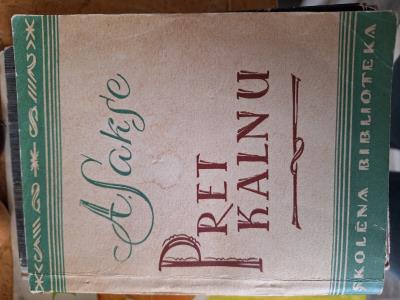 A. Sakse
PRET
KALNU
SKOLĒNA BIBLIOTEKA